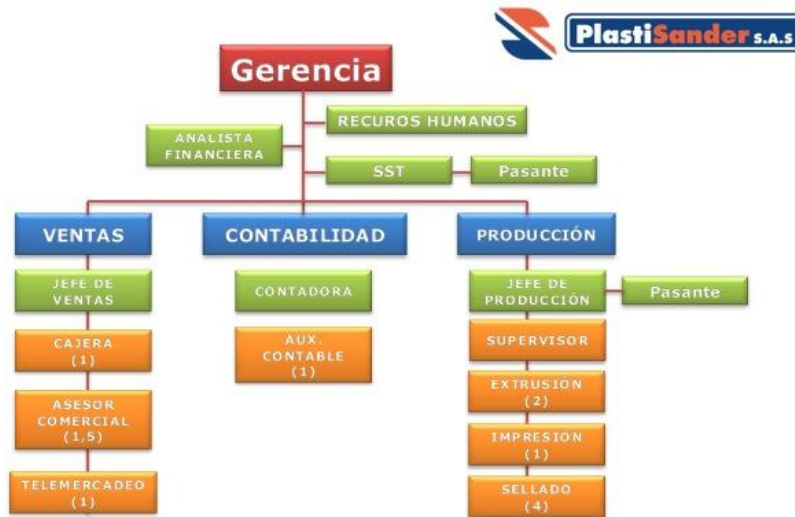 PlastiSander S.A.S
Gerencia
RECUROS HUMANOS
ANALISTA
FINANCIERA
SST
Pasante
VENTAS
CONTABILIDAD
PRODUCCIÓN
JEFE DE
VENTAS
CONTADORA
JEFE DE
PRODUCCIÓN
Pasante
CAJERA
(1)
AUX.
CONTABLE
(1)
SUPERVISOR
ASESOR
COMERCIAL
(1,5)
EXTRUSIÓN
(2)
IMPRESIÓN
(1)
TELEMERCADEO
(1)
SELLADO
(4)